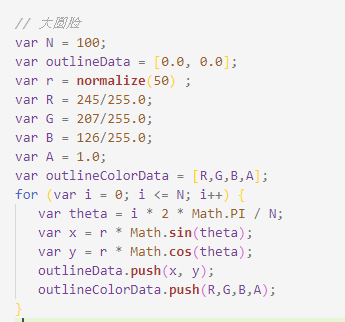 // 大圆脸
var N = 100;
var outlineData = [0.0, 0.0];
var r = normalize(50) ;
var R = 245/255.0;
var G = 207/255.0;
var B = 126/255.0;
var A = 1.0;
var outlineColorData = [R,G,B,A];
for (var i = 0; i <= N; i++) {
var theta = i * 2 * Math.PI / N;
var x = r * Math.sin(theta);
var y = r * Math.cos(theta);
outlineData.push(x, y);
outlineColorData.push(R,G,B,A);
}